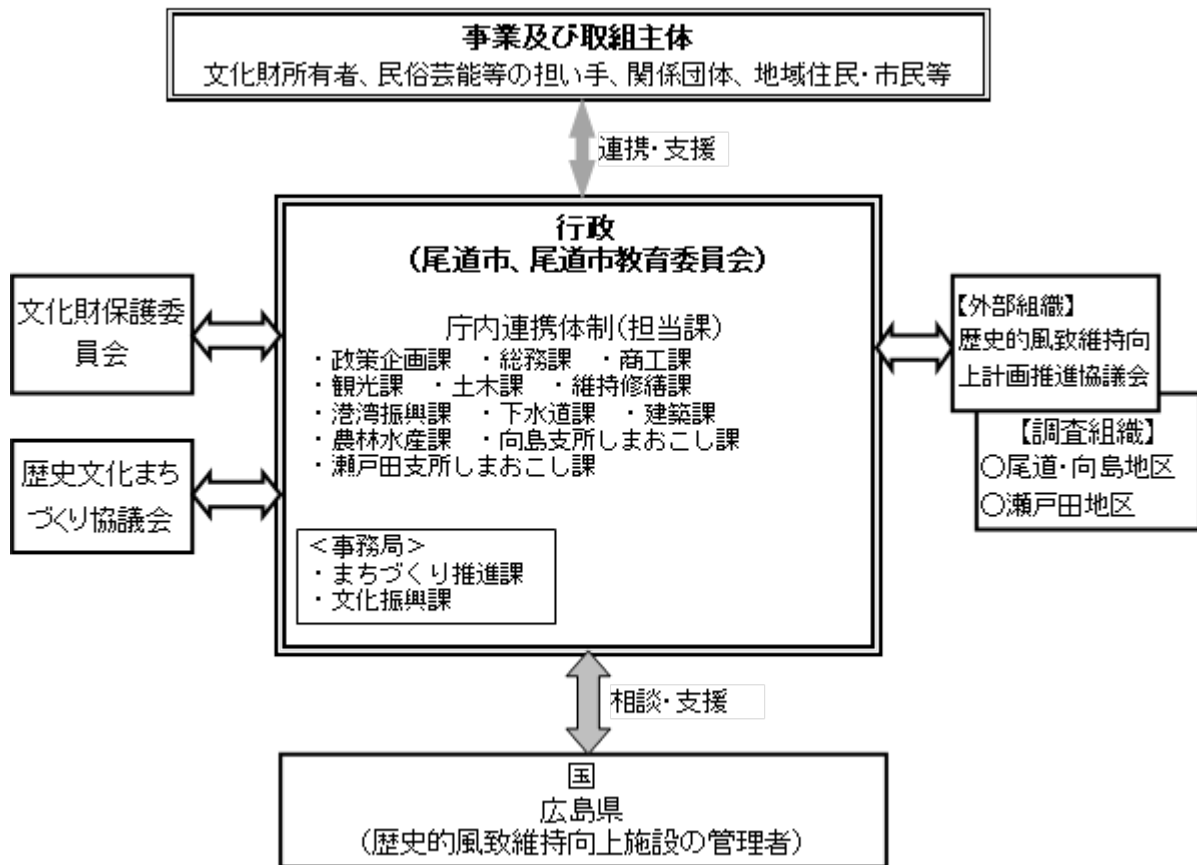 事業及び取組主体
文化財所有者、民俗芸能等の担い手、関係団体、地域住民・市民等
連携・支援
行政
(尾道市、尾道市教育委員会)
庁内連携体制(担当課)
・政策企画課 ・総務課 ・商工課
・観光課 ・土木課 ・維持修繕課
・港湾振興課 ・下水道課 ・建築課
・農林水産課 ・向島支所しまおこし課
・瀬戸田支所しまおこし課
<事務局>
・まちづくり推進課
・文化振興課
文化財保護委
員会
歴史文化まち
づくり協議会
【外部組織】
歴史的風致維持向
上計画推進協議会
【調査組織】
○尾道・向島地区
○瀬戸田地区
相談・支援
国
広島県
(歴史的風致維持向上施設の管理者)